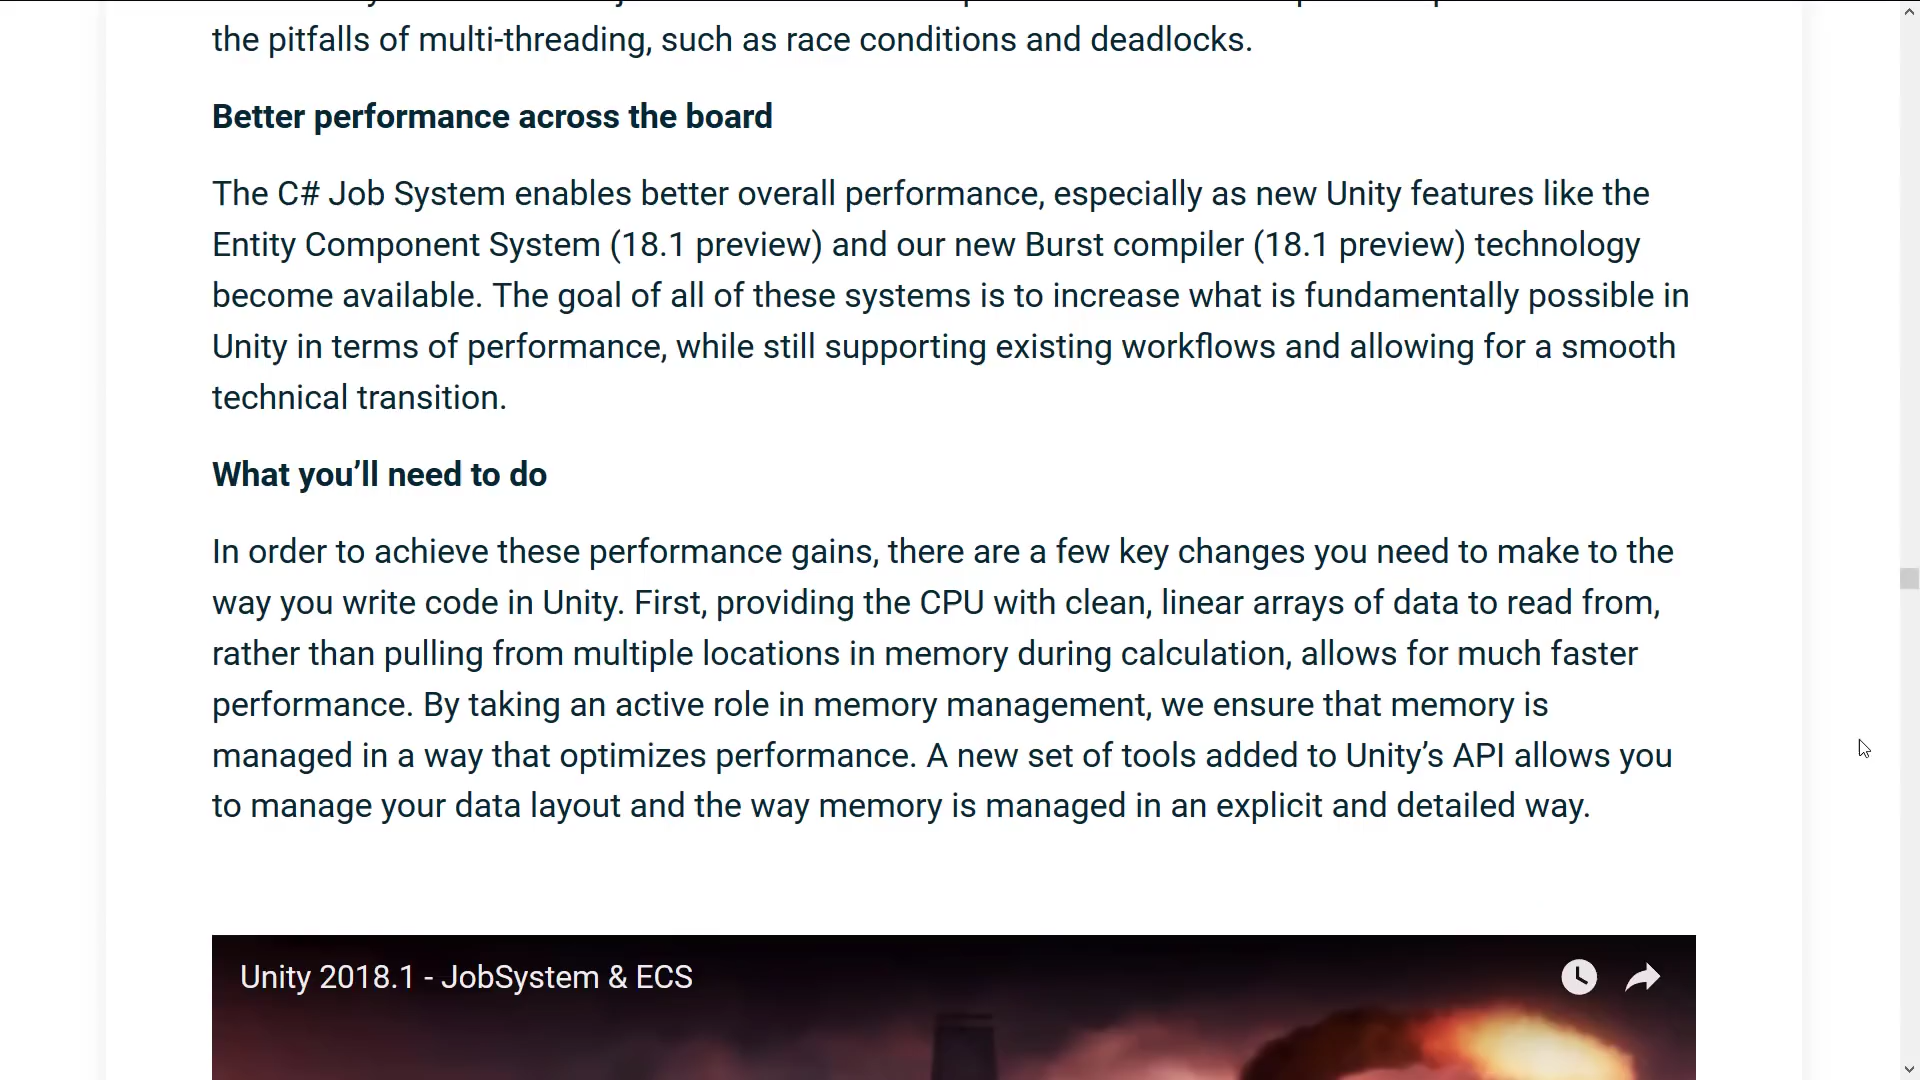 the pitfalls of multi-threading, such as race conditions and deadlocks.
Better performance across the board
The C# Job System enables better overall performance, especially as new Unity features like the
Entity Component System (18.1 preview) and our new Burst compiler (18.1 preview) technology
become available. The goal of all of these systems is to increase what is fundamentally possible in
Unity in terms of performance, while still supporting existing workflows and allowing for a smooth
technical transition.
What you’ll need to do
In order to achieve these performance gains, there are a few key changes you need to make to the
way you write code in Unity. First, providing the CPU with clean, linear arrays of data to read from,
rather than pulling from multiple locations in memory during calculation, allows for much faster
performance. By taking an active role in memory management, we ensure that memory is
managed in a way that optimizes performance. A new set of tools added to Unity’s API allows you
to manage your data layout and the way memory is managed in an explicit and detailed way.
Unity 2018.1 - JobSystem & ECS